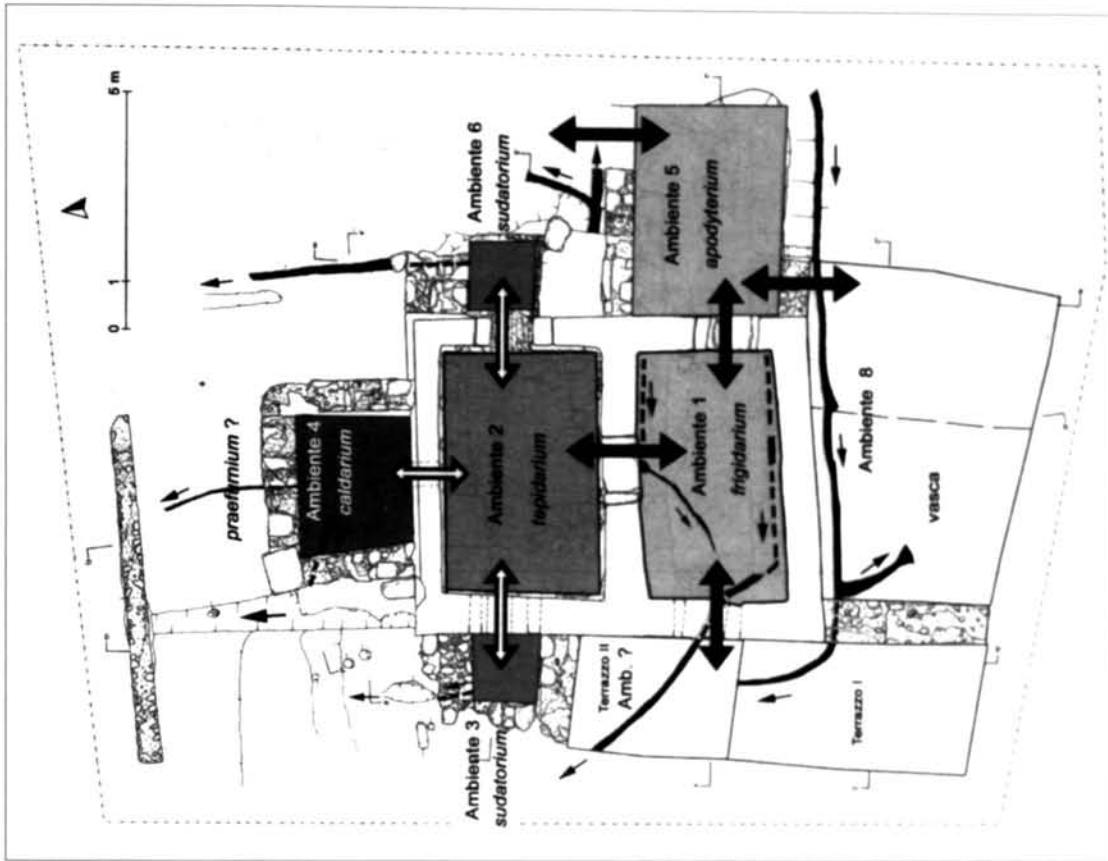 5 m
1
0
Ambiente 6
sudatorium
praefurnium ?
Ambiente 4
caldarium
Ambiente 5
apodyterium
Ambiente 2
tepidarium
Ambiente 1
frigidarium
Ambiente 8
vasca
Ambiente 3
sudatorium
Terrazzo II
Amb. ?
Terrazzo I